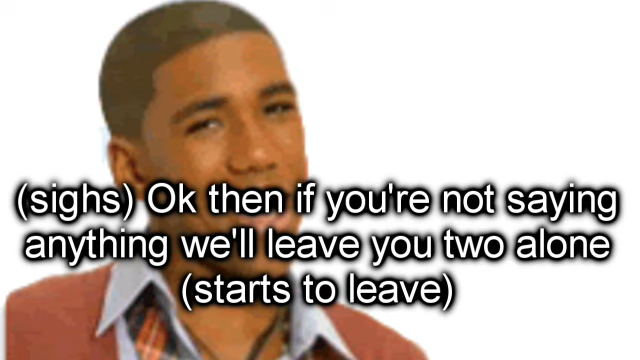 (sighs) Ok then if you're not saying
anything we'll leave you two alone
(starts to leave)